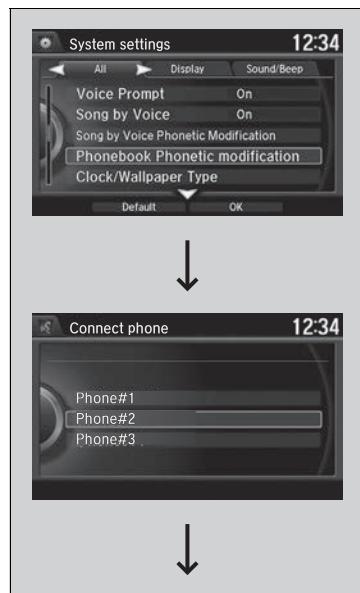 System settings 12:34
All Display Sound/Beep
Voice Prompt On
Song by Voice On
Song by Voice Phonetic Modification
Phonebook Phonetic modification
Clock/Wallpaper Type
Default OK
Connect phone 12:34
Phone#1
Phone#2
Phone#3